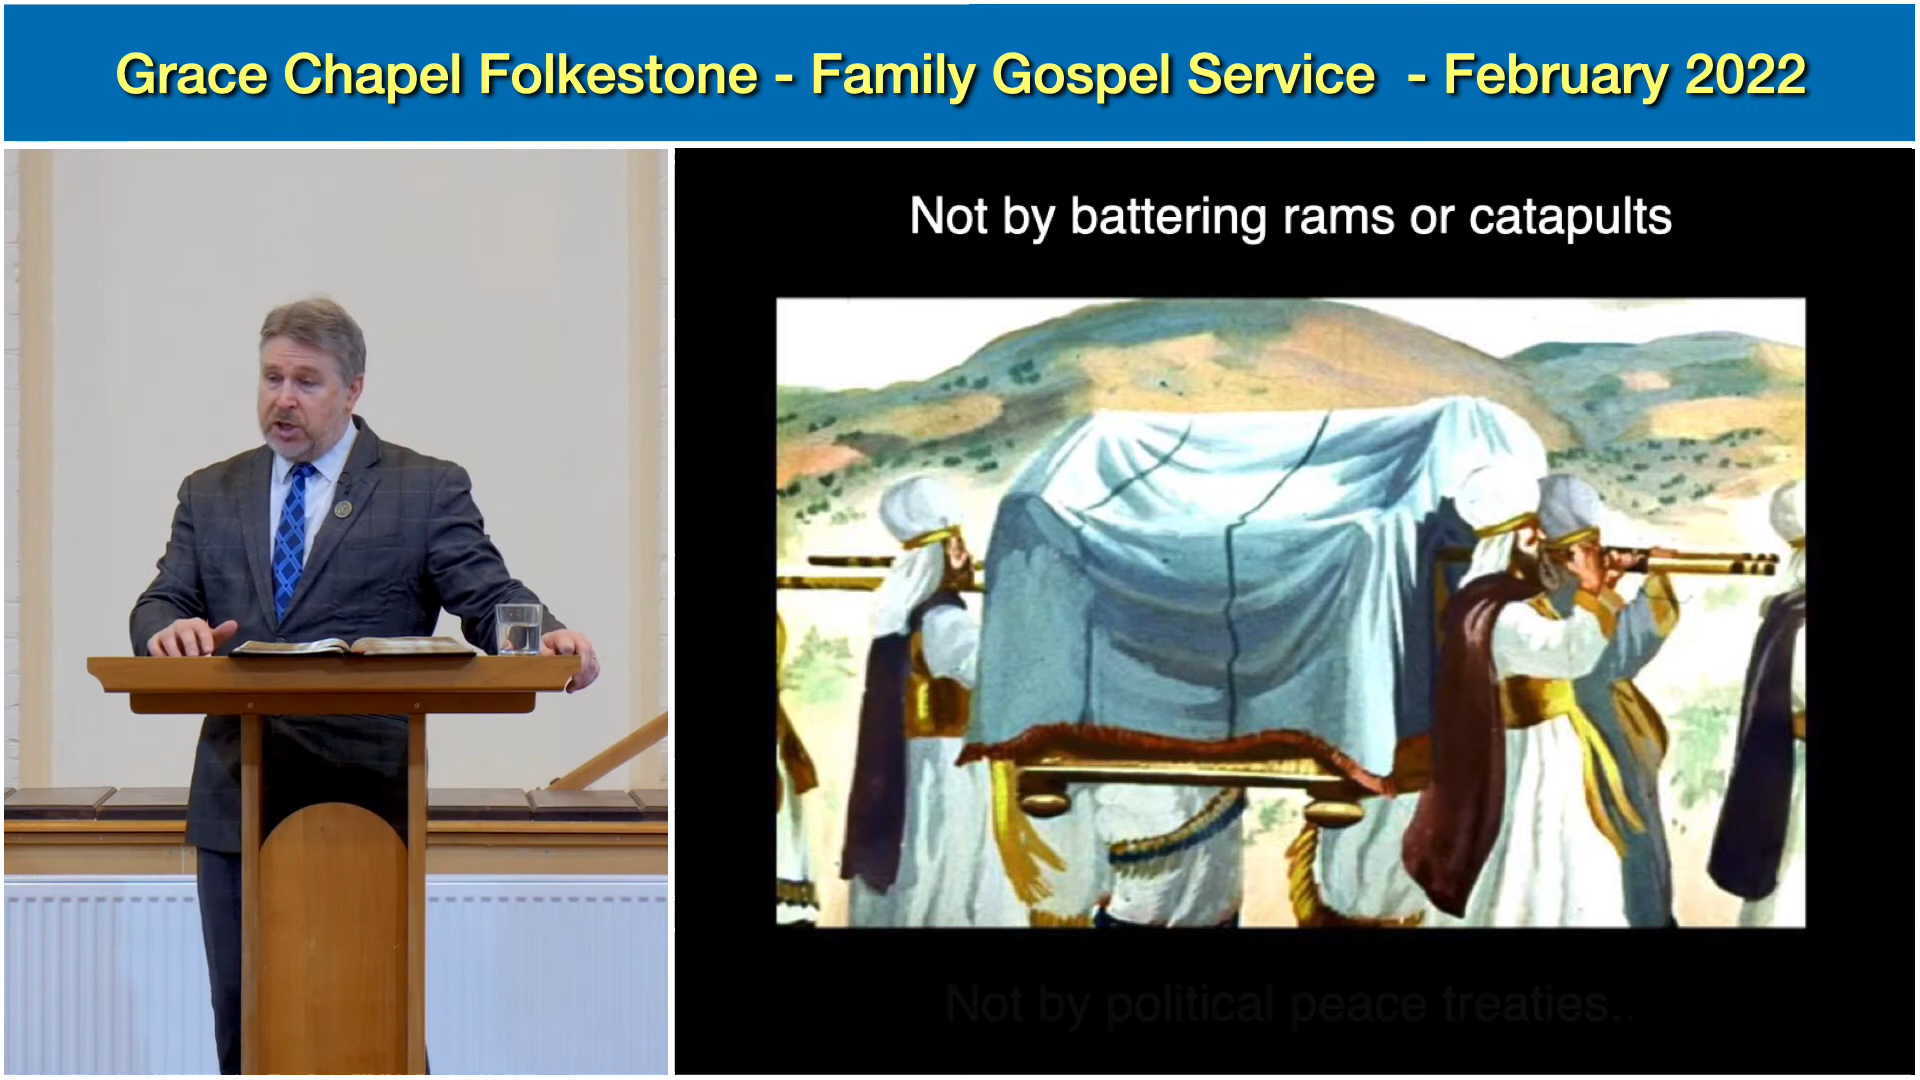 Grace Chapel Folkestone - Family Gospel Service - February 2022
Not by battering rams or catapults
Not by political peace treaties..